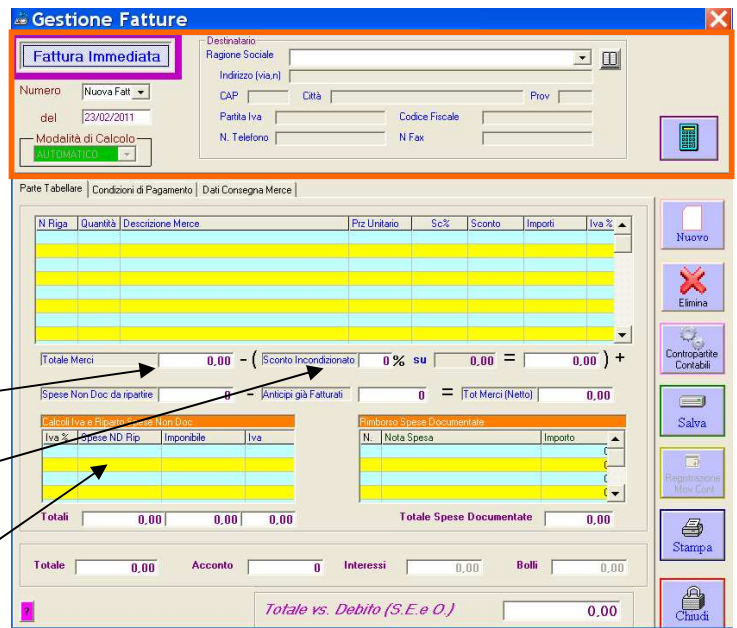 Gestione Fatture
Fattura Immediata
Numero Nuova Fatt
del 23/02/2011
Modalità di Calcolo
AUTOMATICO
Destinatario
Ragione Sociale
Indirizzo (via,n)
CAP Città Prov
Partita Iva Codice Fiscale
N. Telefono N Fax
Parte Tabellare Condizioni di Pagamento Dati Consegna Merce
N Riga Quantità Descrizione Merce Prz Unitario Sc% Sconto Importi Iva %
Totale Merci 0,00 - ( Sconto Incondizionato 0 % su 0,00 = 0,00 ) +
Spese Non Doc da ripartire 0 - Anticipi già Fatturati 0 = Tot Merci (Netto) 0,00
Calcoli Iva e Riparto Spese Non Doc
Iva % Spese ND Rip Imponibile Iva
Totali 0,00 0,00 0,00
Rimborso Spese Documentate
N. Nota Spesa Importo
Totale Spese Documentate 0,00
Totale 0,00 Acconto 0 Interessi 0,00 Bolli 0,00
? Totale vs. Debito (S.E.e O.) 0,00
Nuovo
Elimina
Contropartite
Contabili
Salva
Registrazione
Mov Cont
Stampa
Chiudi